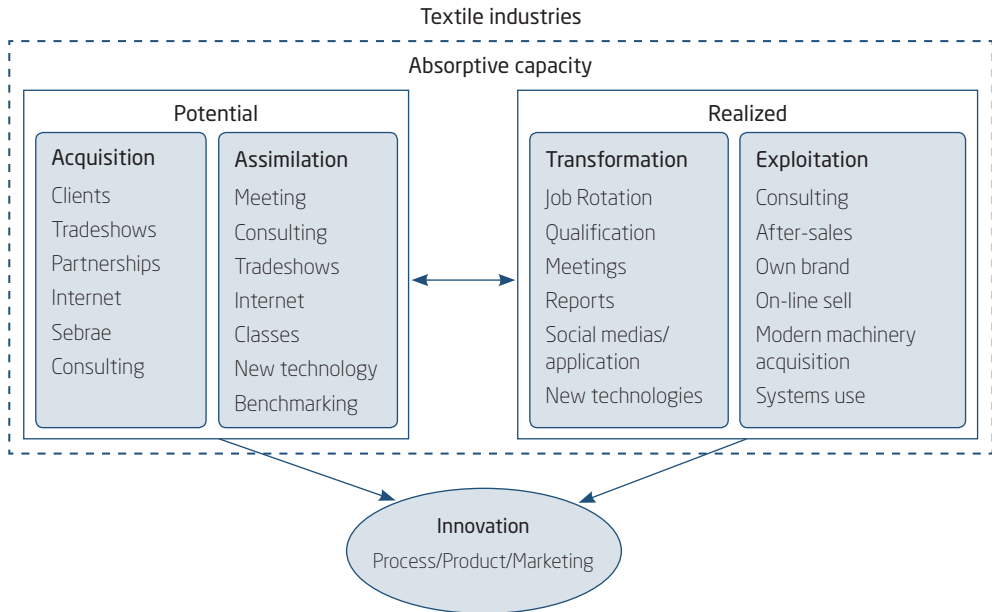 Textile industries
Absorptive capacity
Potential
Acquisition
Clients
Tradeshows
Partnerships
Internet
Sebrae
Consulting
Assimilation
Meeting
Consulting
Tradeshows
Internet
Classes
New technology
Benchmarking
Realized
Transformation
Job Rotation
Qualification
Meetings
Reports
Social medias/
application
New technologies
Exploitation
Consulting
After-sales
Own brand
On-line sell
Modern machinery
acquisition
Systems use
Innovation
Process/Product/Marketing